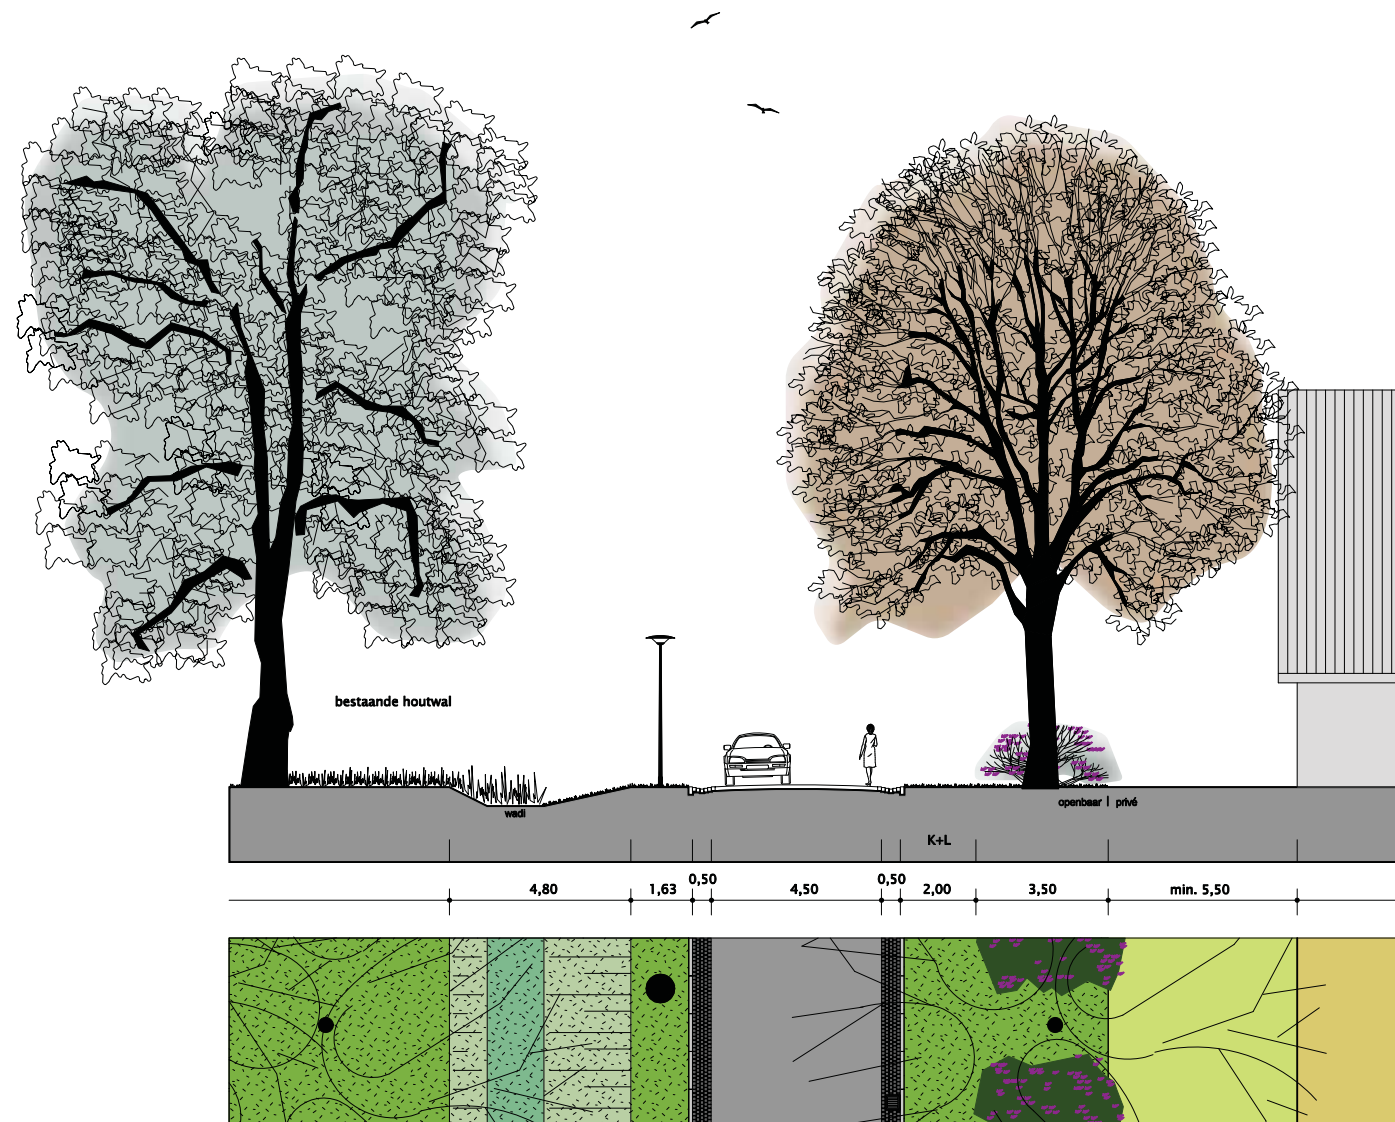 bestaande houtwal
wadi
openbaar | privé
K+L
4,80 1,63 0,50 4,50 0,50 2,00 3,50 min. 5,50